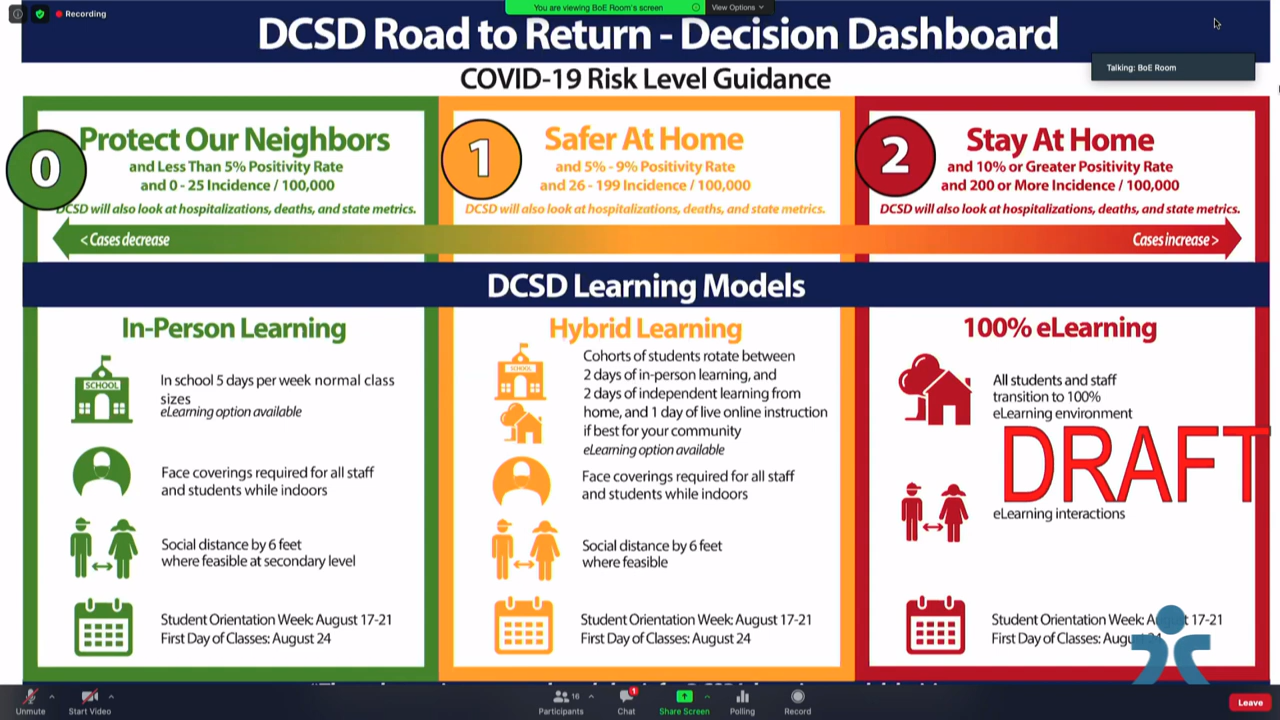 Recording
You are viewing BoE Room's screen
View Options
DCSD Road to Return - Decision Dashboard
Talking: BoE Room
COVID-19 Risk Level Guidance
0
Protect Our Neighbors
and Less Than 5% Positivity Rate
and 0 - 25 Incidence / 100,000
DCSD will also look at hospitalizations, deaths, and state metrics.
1
Safer At Home
and 5% - 9% Positivity Rate
and 26 - 199 Incidence / 100,000
DCSD will also look at hospitalizations, deaths, and state metrics.
2
Stay At Home
and 10% or Greater Positivity Rate
and 200 or More Incidence / 100,000
DCSD will also look at hospitalizations, deaths, and state metrics.
< Cases decrease
Cases increase >
DCSD Learning Models
In-Person Learning
SCHOOL
In school 5 days per week normal class
sizes
eLearning option available
Face coverings required for all staff
and students while indoors
Social distance by 6 feet
where feasible at secondary level
Student Orientation Week: August 17-21
First Day of Classes: August 24
Hybrid Learning
SCHOOL
Cohorts of students rotate between
2 days of in-person learning, and
2 days of independent learning from
home, and 1 day of live online instruction
if best for your community
eLearning option available
Face coverings required for all staff
and students while indoors
Social distance by 6 feet
where feasible
Student Orientation Week: August 17-21
First Day of Classes: August 24
100% eLearning
All students and staff
transition to 100%
eLearning environment
DRAFT
eLearning interactions
Student Orientation Week: August 17-21
First Day of Classes: August 24
Unmute
Start Video
16
Participants
1
Chat
Share Screen
Polling
Record
Leave